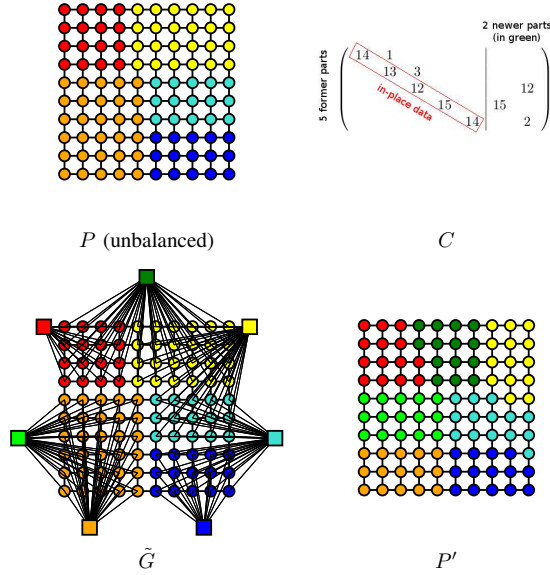 2 newer parts
(in green)
5 former parts
14 1
13 3
12 12
in-place data
15 15
14 2
P (unbalanced)
C
G̃
P′